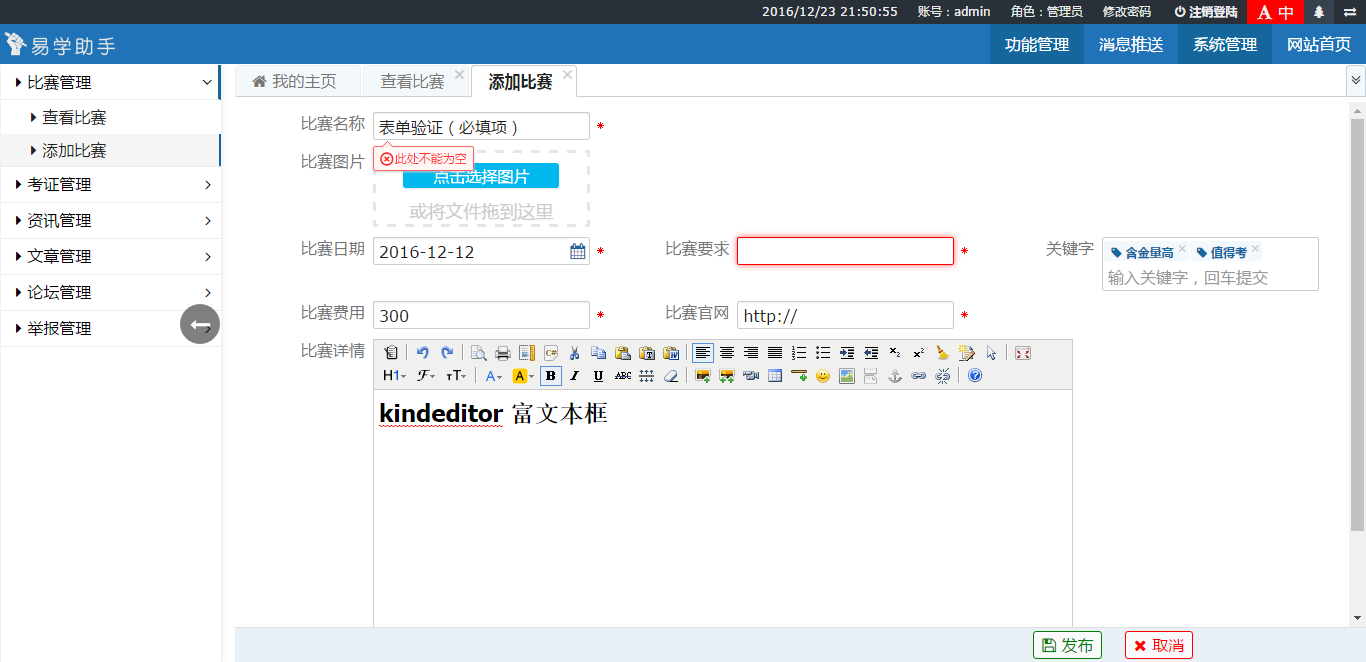 2016/12/23 21:50:55 账号：admin 角色：管理员 修改密码 注销登陆 A 中
易学助手 功能管理 消息推送 系统管理 网站首页
比赛管理
查看比赛
添加比赛
考证管理
资讯管理
文章管理
论坛管理
举报管理
我的主页 查看比赛 添加比赛
比赛名称 表单验证（必填项） *
此处不能为空
比赛图片 点击选择图片
或将文件拖到这里
比赛日期 2016-12-12 * 比赛要求 * 关键字 含金量高 值得考
输入关键字，回车提交
比赛费用 300 * 比赛官网 http:// *
比赛详情
H1 F TT A A B I U ABC
kindeditor 富文本框
发布 取消